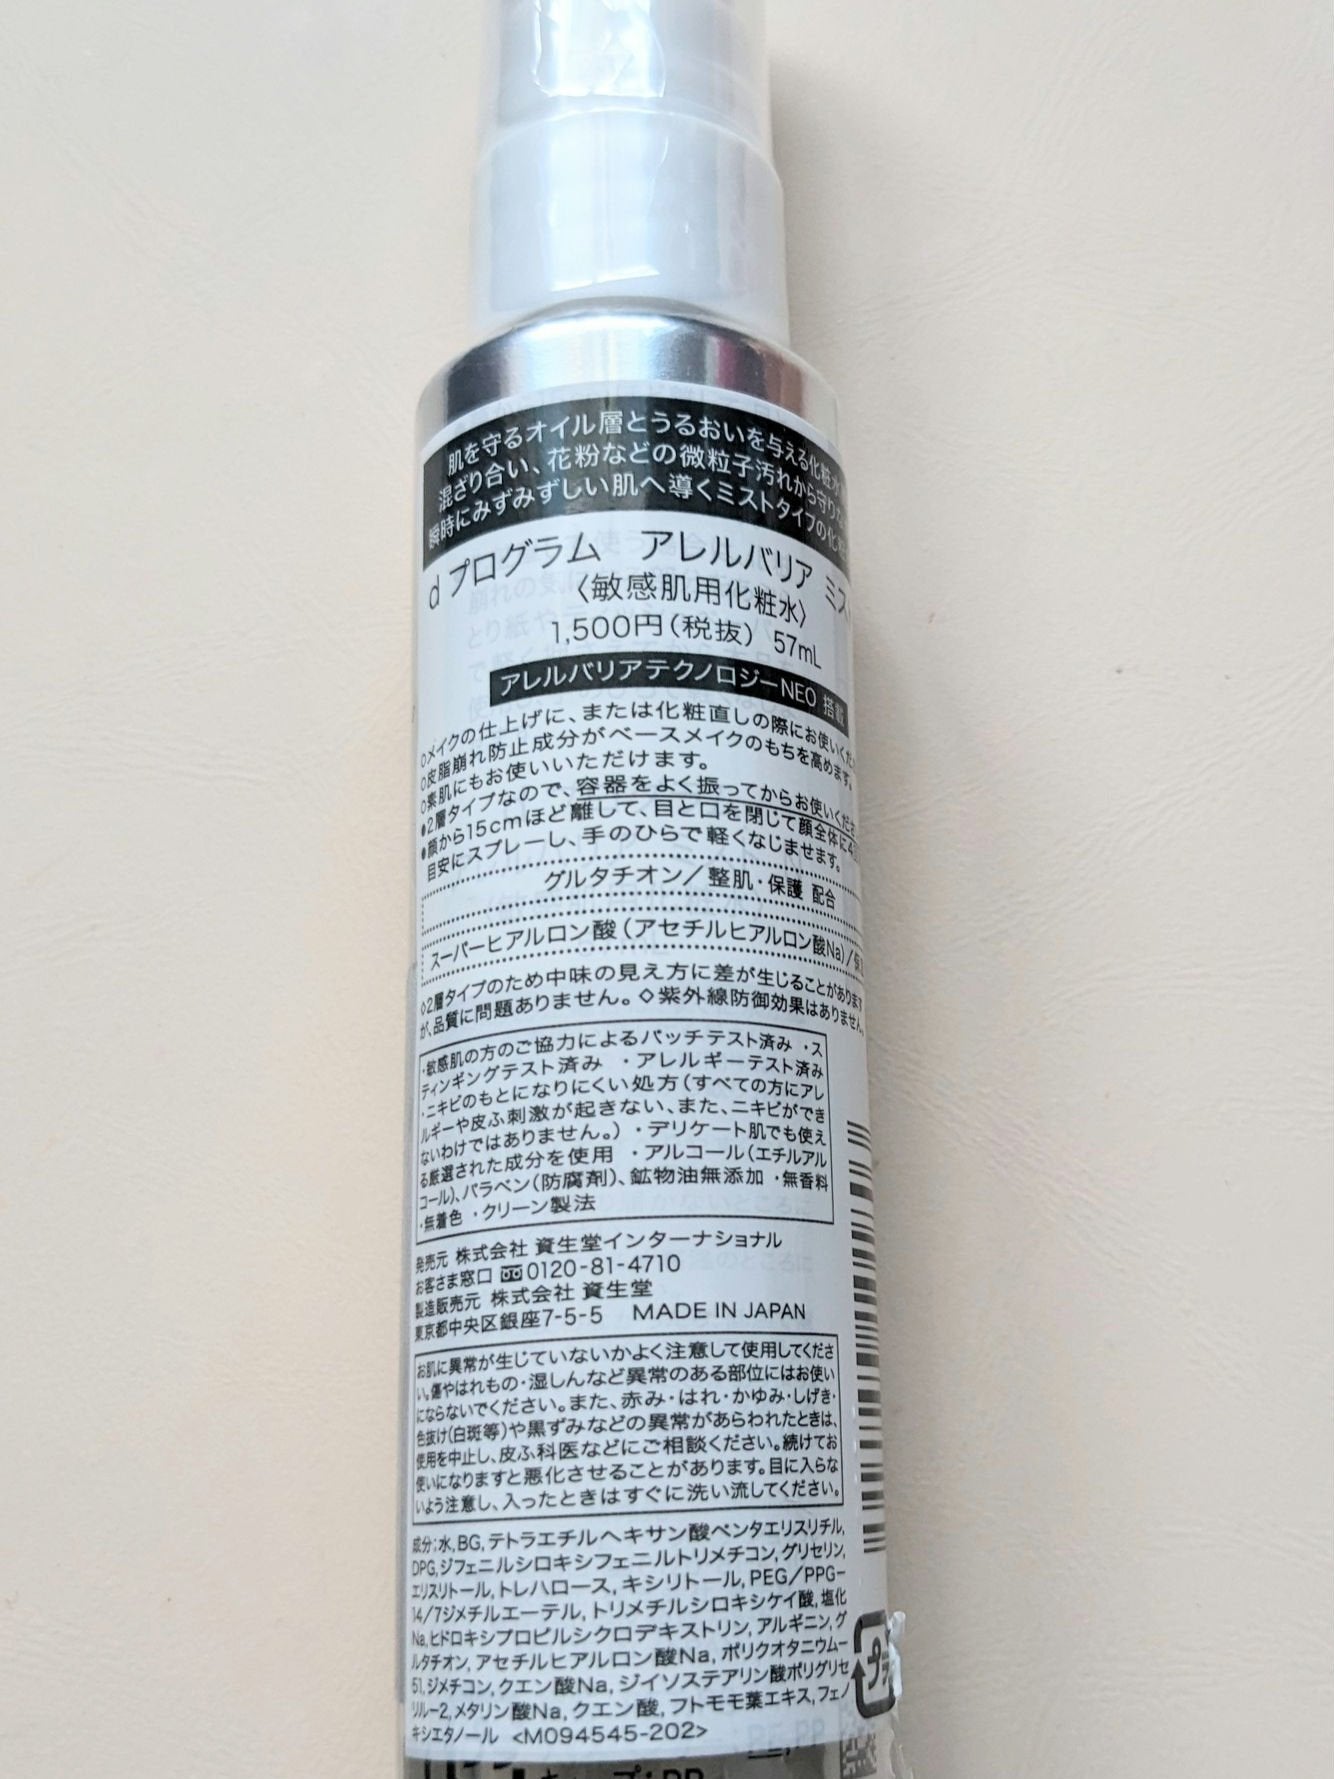 肌を守るオイル層とうるおいを与える化粧水
混ざり合い、花粉などの微粒子汚れから守りな
瞬時にみずみずしい肌へ導くミストタイプの化粧
d プログラム アレルバリア ミスト
〈敏感肌用化粧水〉
1,500円(税抜) 57mL
アレルバリアテクノロジーNEO 搭載
◇メイクの仕上げに、または化粧直しの際にお使いくだ
◇皮脂崩れ防止成分がベースメイクのもちを高めます。
◇素肌にもお使いいただけます。
●2層タイプなので、容器をよく振ってからお使いくださ
●顔から15cmほど離して、目と口を閉じて顔全体に4
目安にスプレーし、手のひらで軽くなじませます。
グルタチオン/整肌・保護 配合
スーパーヒアルロン酸(アセチルヒアルロン酸Na)/保
◇2層タイプのため中味の見え方に差が生じることがあります
が、品質に問題ありません。◇紫外線防御効果はありません。
・敏感肌の方のご協力によるパッチテスト済み ・ス
ティンギングテスト済み ・アレルギーテスト済み
・ニキビのもとになりにくい処方(すべての方にアレ
ルギーや皮ふ刺激が起きない、また、ニキビができ
ないわけではありません。) ・デリケート肌でも使え
る厳選された成分を使用 ・アルコール(エチルアル
コール)、パラベン(防腐剤)、鉱物油無添加 ・無香料
・無着色 ・クリーン製法
発売元 株式会社 資生堂インターナショナル
お客さま窓口 0120-81-4710
製造販売元 株式会社 資生堂
東京都中央区銀座7-5-5 MADE IN JAPAN
お肌に異常が生じていないかよく注意して使用してくださ
い。傷やはれもの・湿しんなど異常のある部位にはお使い
にならないでください。また、赤み・はれ・かゆみ・しげき・
色抜け(白斑等)や黒ずみなどの異常があらわれたときは、
使用を中止し、皮ふ科医などにご相談ください。続けてお
使いになりますと悪化させることがあります。目に入らな
いよう注意し、入ったときはすぐに洗い流してください。
成分:水,BG,テトラエチルヘキサン酸ペンタエリスリチル,
DPG,ジフェニルシロキシフェニルトリメチコン,グリセリン,
エリスリトール,トレハロース,キシリトール,PEG/PPG-
14/7ジメチルエーテル,トリメチルシロキシケイ酸,塩化
Na,ヒドロキシプロピルシクロデキストリン,アルギニン,グ
ルタチオン,アセチルヒアルロン酸Na,ポリクオタニウム-
51,ジメチコン,クエン酸Na,ジイソステアリン酸ポリグリセ
リル-2,メタリン酸Na,クエン酸,フトモモ葉エキス,フェノ
キシエタノール <M094545-202>
プラ
PE,PP